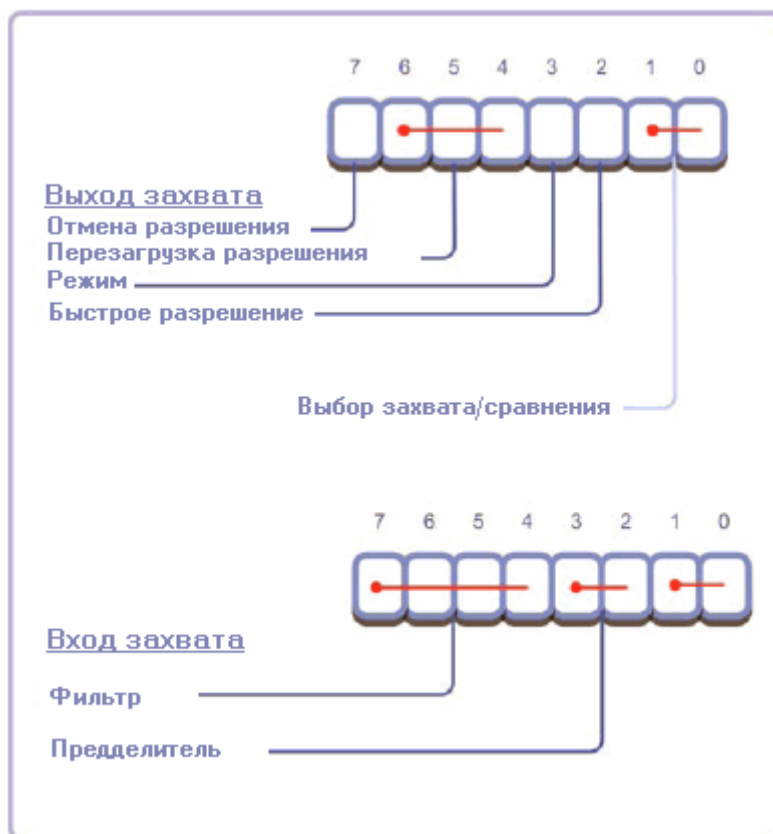 7 6 5 4 3 2 1 0
Выход захвата
Отмена разрешения
Перезагрузка разрешения
Режим
Быстрое разрешение
Выбор захвата/сравнения
7 6 5 4 3 2 1 0
Вход захвата
Фильтр
Предделитель